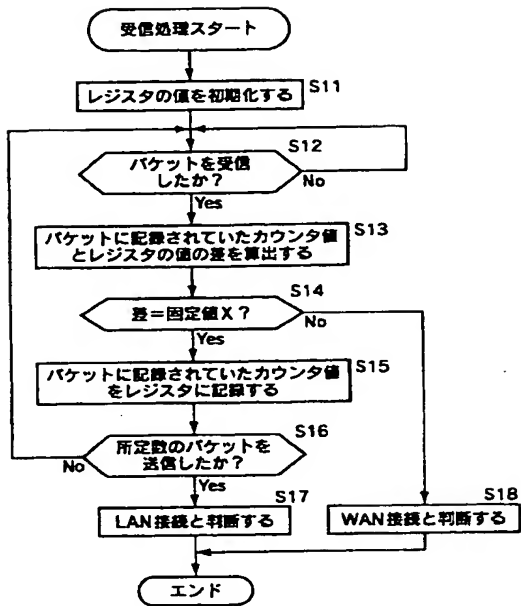 受信処理スタート
S11
レジスタの値を初期化する
S12
パケットを受信
したか？
No
Yes
S13
パケットに記録されていたカウンタ値
とレジスタの値の差を算出する
S14
差＝固定値X？
No
Yes
S15
パケットに記録されていたカウンタ値
をレジスタに記録する
S16
所定数のパケットを
送信したか？
No
Yes
S17
LAN接続と判断する
S18
WAN接続と判断する
エンド